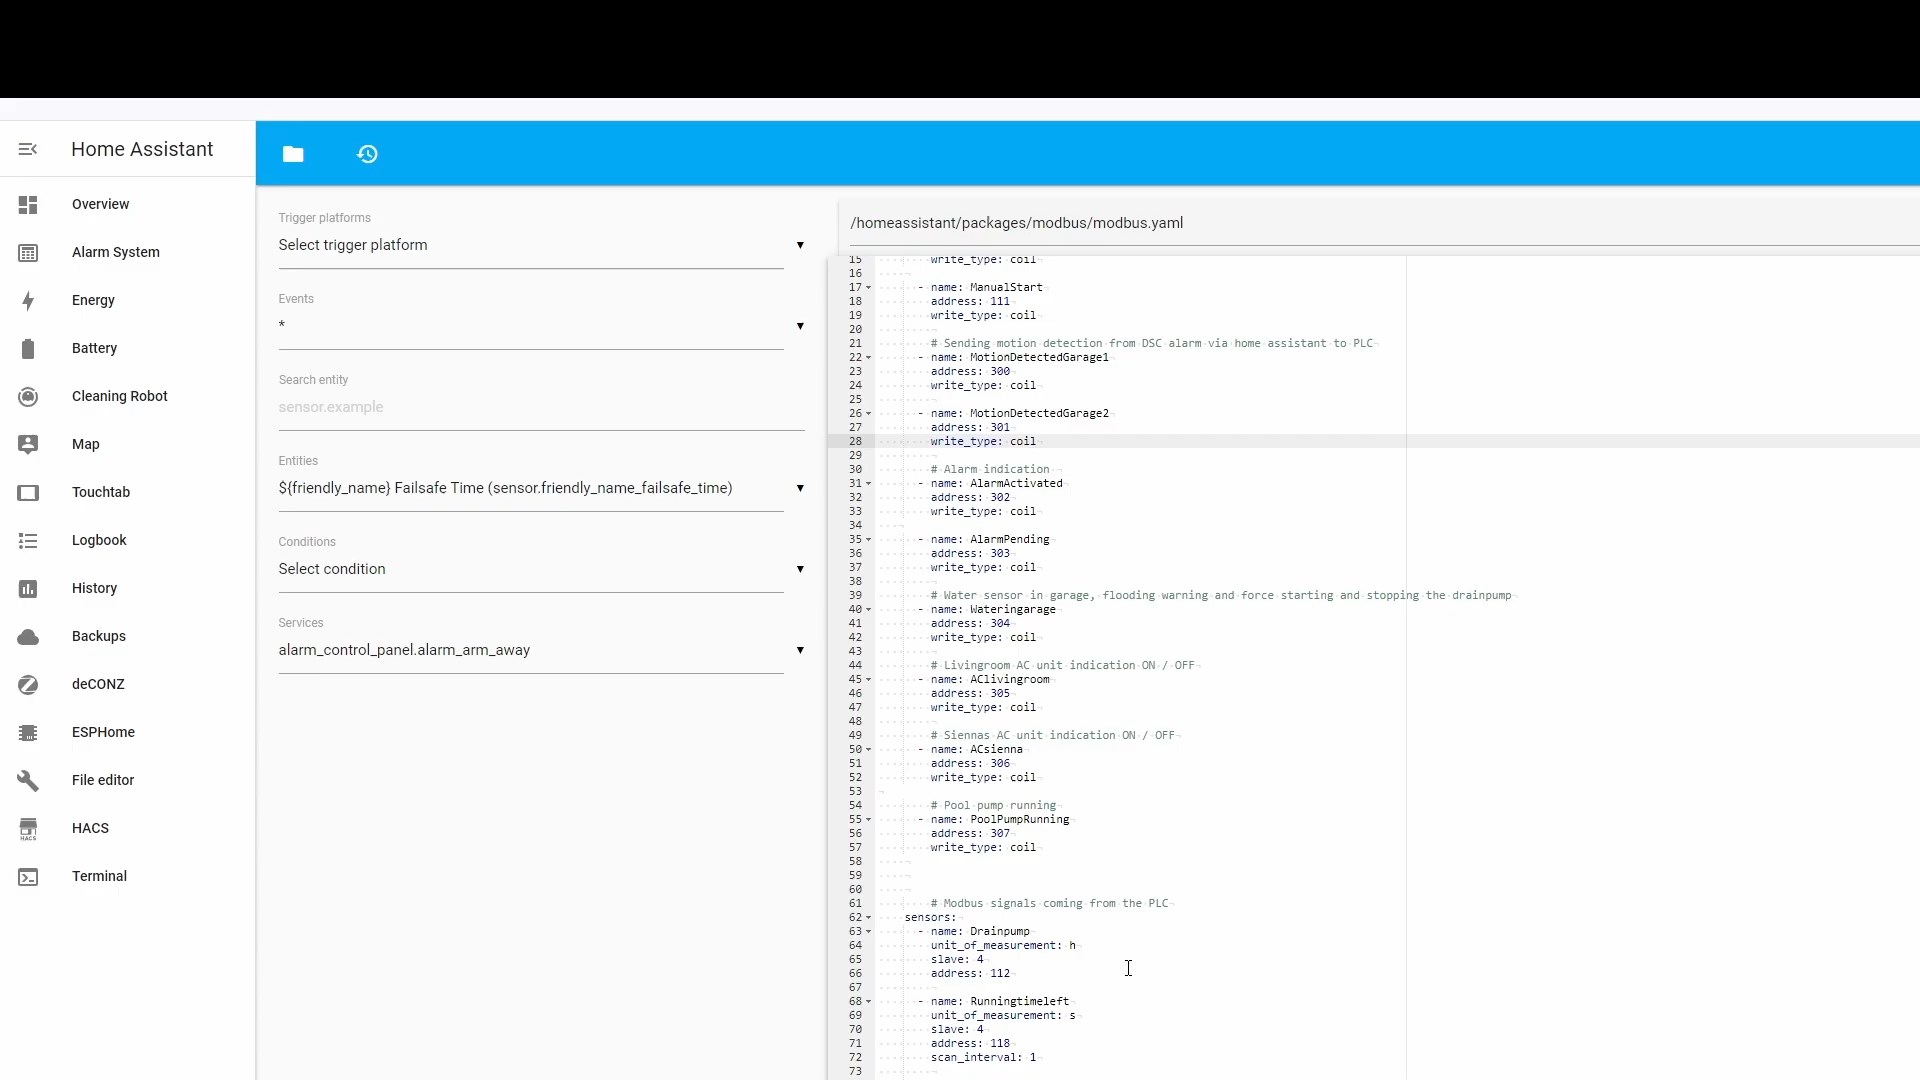 Home Assistant
Overview
Alarm System
Energy
Battery
Cleaning Robot
Map
Touchtab
Logbook
History
Backups
deCONZ
ESPHome
File editor
HACS
Terminal
Trigger platforms
Select trigger platform
Events
*
Search entity
sensor.example
Entities
${friendly_name} Failsafe Time (sensor.friendly_name_failsafe_time)
Conditions
Select condition
Services
alarm_control_panel.alarm_arm_away
/homeassistant/packages/modbus/modbus.yaml
15 write_type: coil
16
17 - name: ManualStart
18 address: 111
19 write_type: coil
20
21 # Sending motion detection from DSC alarm via home assistant to PLC
22 - name: MotionDetectedGarage1
23 address: 300
24 write_type: coil
25
26 - name: MotionDetectedGarage2
27 address: 301
28 write_type: coil
29
30 # Alarm indication
31 - name: AlarmActivated
32 address: 302
33 write_type: coil
34
35 - name: AlarmPending
36 address: 303
37 write_type: coil
38
39 # Water sensor in garage, flooding warning and force starting and stopping the drainpump
40 - name: Wateringarage
41 address: 304
42 write_type: coil
43
44 # Livingroom AC unit indication ON / OFF
45 - name: AClivingroom
46 address: 305
47 write_type: coil
48
49 # Siennas AC unit indication ON / OFF
50 - name: ACsienna
51 address: 306
52 write_type: coil
53
54 # Pool pump running
55 - name: PoolPumpRunning
56 address: 307
57 write_type: coil
58
59
60
61 # Modbus signals coming from the PLC
62 sensors:
63 - name: Drainpump
64 unit_of_measurement: h
65 slave: 4
66 address: 112
67
68 - name: Runningtimeleft
69 unit_of_measurement: s
70 slave: 4
71 address: 118
72 scan_interval: 1
73